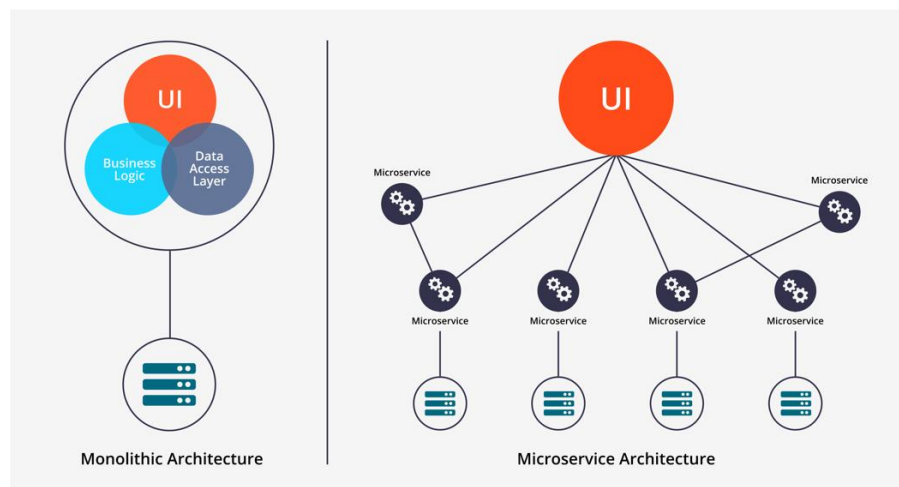 UI
Business
Logic
Data
Access
Layer
Monolithic Architecture
UI
Microservice
Microservice
Microservice
Microservice
Microservice
Microservice
Microservice Architecture